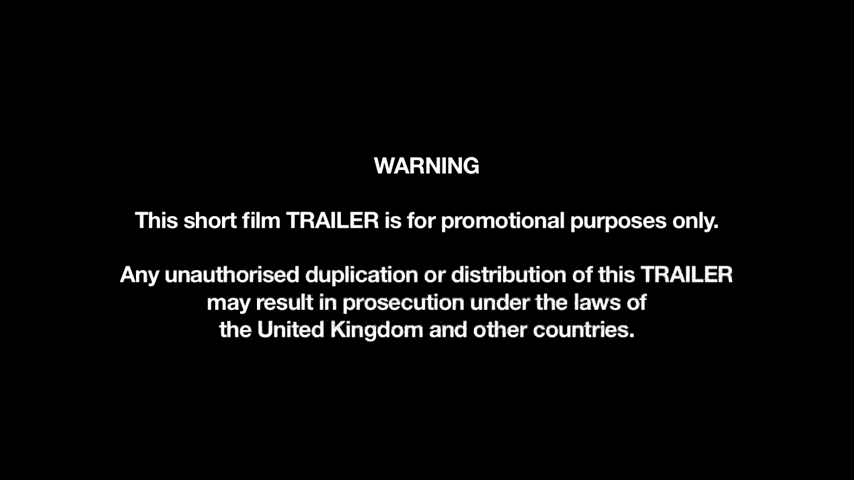 WARNING
This short film TRAILER is for promotional purposes only.
Any unauthorised duplication or distribution of this TRAILER
may result in prosecution under the laws of
the United Kingdom and other countries.